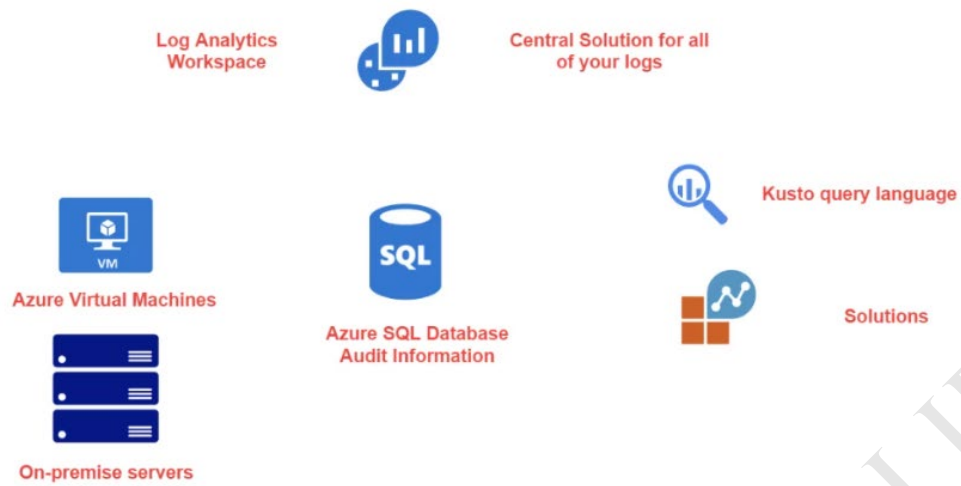 Log Analytics
Workspace
Central Solution for all
of your logs
Kusto query language
VM
Azure Virtual Machines
SQL
Azure SQL Database
Audit Information
Solutions
On-premise servers